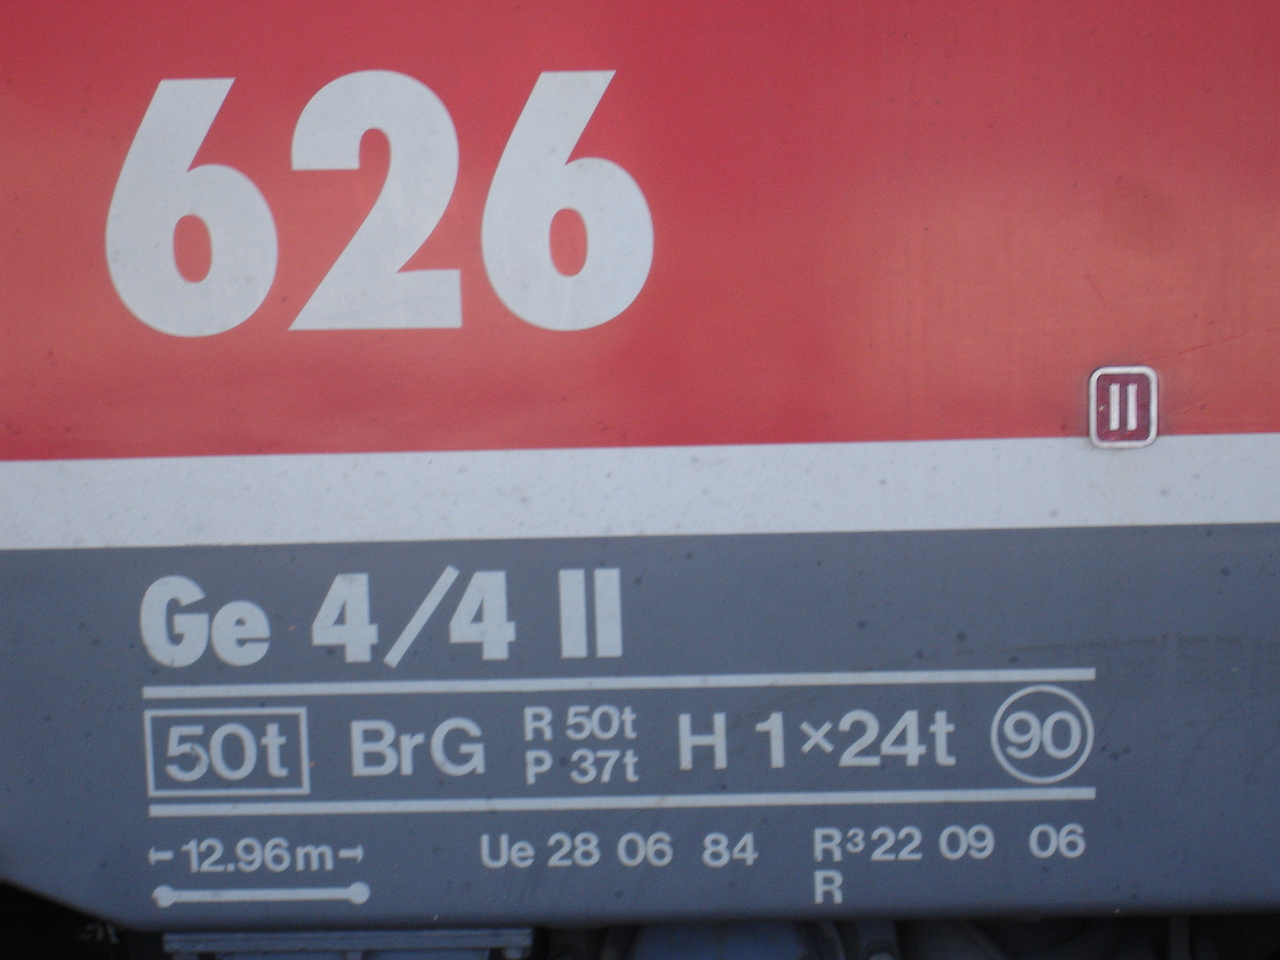 626
II
Ge 4/4 II
50t BrG R 50t H 1×24t 90
P 37t
12.96m Ue 28 06 84 R³ 22 09 06
R